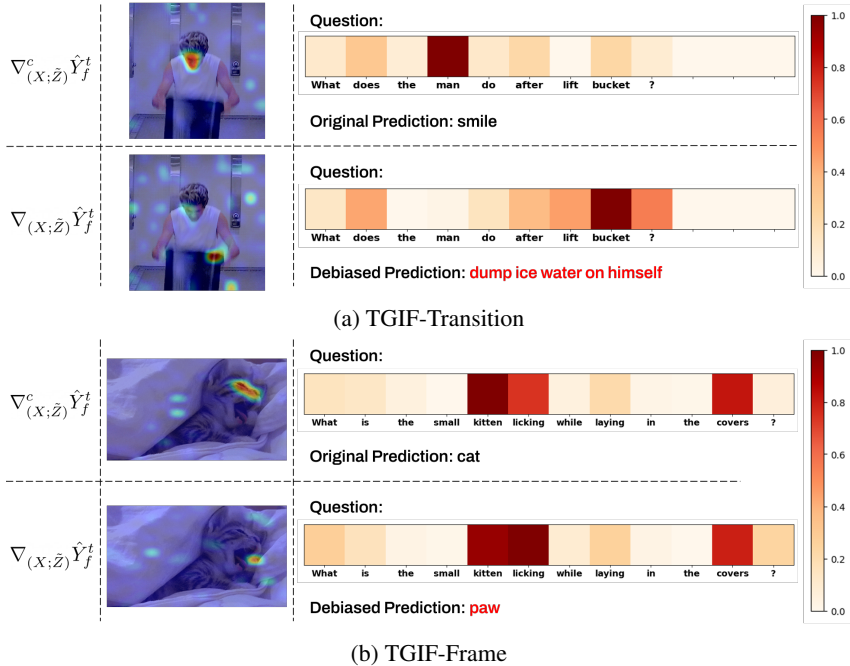 Question:
∇^c_{(X;Z̃)} Ŷ^t_f
What does the man do after lift bucket ?
Original Prediction: smile
Question:
∇_{(X;Z̃)} Ŷ^t_f
What does the man do after lift bucket ?
Debiased Prediction: dump ice water on himself
1.0
0.8
0.6
0.4
0.2
0.0
(a) TGIF-Transition
Question:
∇^c_{(X;Z̃)} Ŷ^t_f
What is the small kitten licking while laying in the covers ?
Original Prediction: cat
Question:
∇_{(X;Z̃)} Ŷ^t_f
What is the small kitten licking while laying in the covers ?
Debiased Prediction: paw
1.0
0.8
0.6
0.4
0.2
0.0
(b) TGIF-Frame